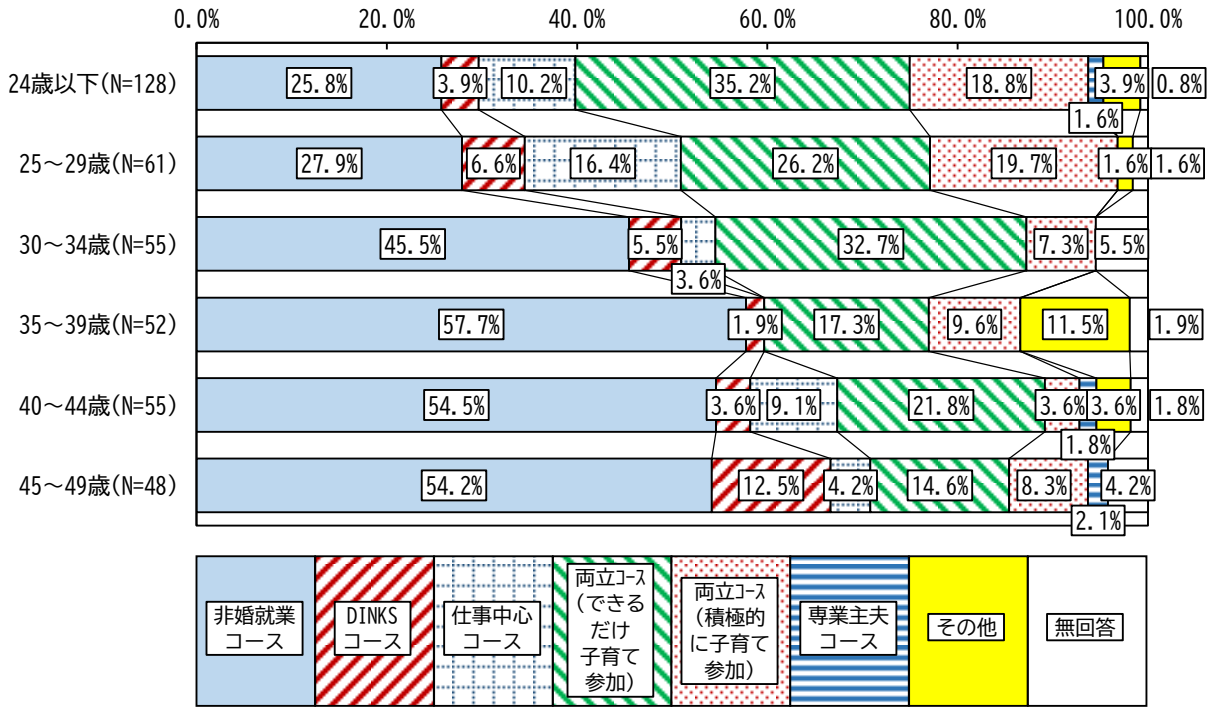 0.0%
20.0%
40.0%
60.0%
80.0%
100.0%
24歳以下(N=128)
25.8%
3.9%
10.2%
35.2%
18.8%
1.6%
3.9%
0.8%
25～29歳(N=61)
27.9%
6.6%
16.4%
26.2%
19.7%
1.6%
1.6%
30～34歳(N=55)
45.5%
5.5%
3.6%
32.7%
7.3%
5.5%
35～39歳(N=52)
57.7%
1.9%
17.3%
9.6%
11.5%
1.9%
40～44歳(N=55)
54.5%
3.6%
9.1%
21.8%
3.6%
1.8%
3.6%
1.8%
45～49歳(N=48)
54.2%
12.5%
4.2%
14.6%
8.3%
2.1%
4.2%
非婚就業
コース
DINKS
コース
仕事中心
コース
両立ｺｰｽ
(できる
だけ
子育て
参加)
両立ｺｰｽ
(積極的
に子育て
参加)
専業主夫
コース
その他
無回答